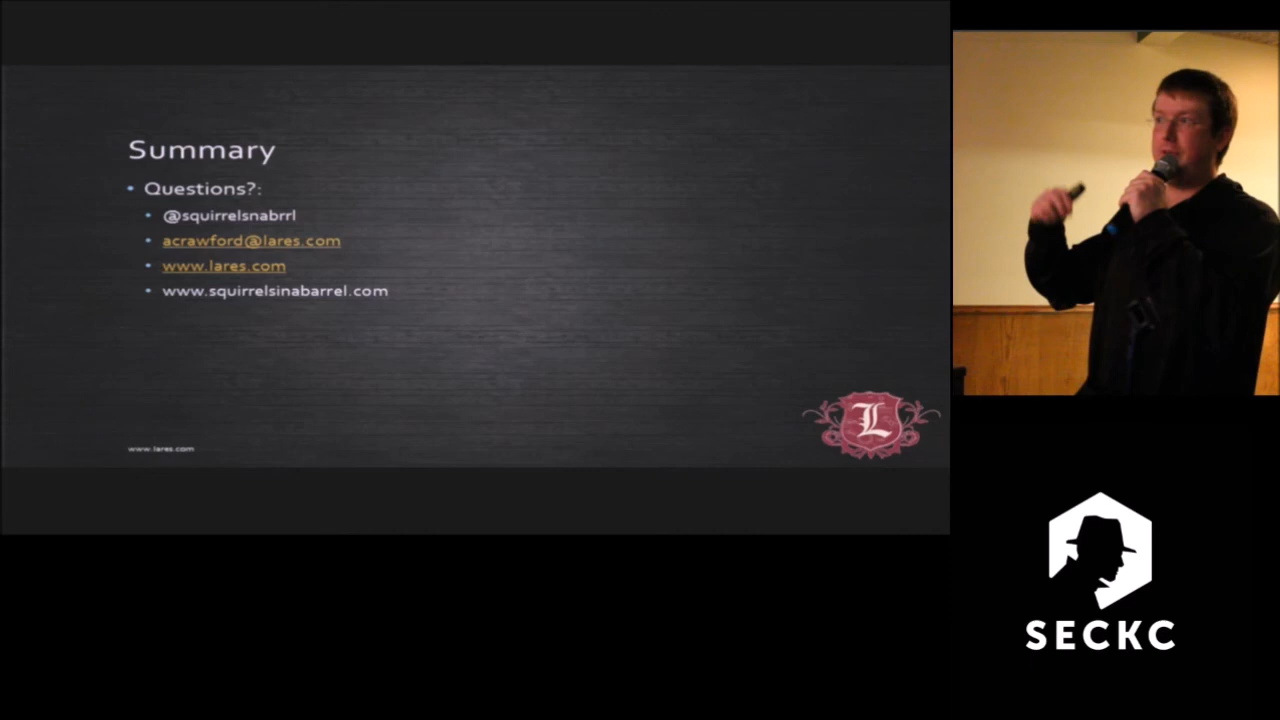 Summary
Questions?:
@squirrelsnabrrl
acrawford@lares.com
www.lares.com
www.squirrelsinabarrel.com
www.lares.com
L
SECKC